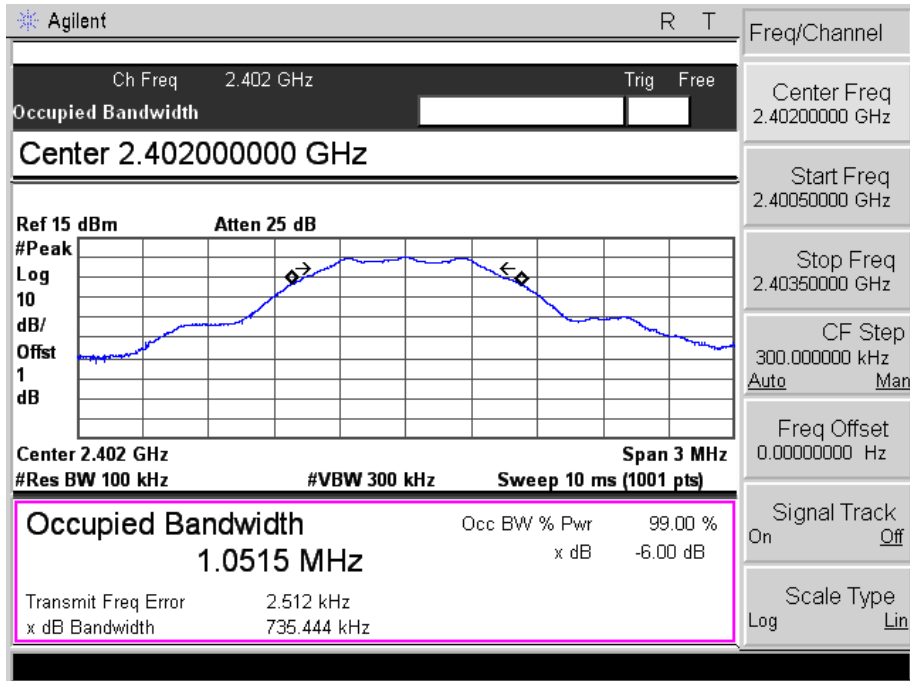 Agilent R T
Freq/Channel
Ch Freq 2.402 GHz Trig Free
Occupied Bandwidth
Center 2.402000000 GHz
Center Freq
2.40200000 GHz
Start Freq
2.40050000 GHz
Stop Freq
2.40350000 GHz
CF Step
300.000000 kHz
Auto Man
Freq Offset
0.00000000 Hz
Signal Track
On Off
Scale Type
Log Lin
Ref 15 dBm Atten 25 dB
#Peak
Log
10
dB/
Offst
1
dB
Center 2.402 GHz Span 3 MHz
#Res BW 100 kHz #VBW 300 kHz Sweep 10 ms (1001 pts)
Occupied Bandwidth
1.0515 MHz
Occ BW % Pwr 99.00 %
x dB -6.00 dB
Transmit Freq Error 2.512 kHz
x dB Bandwidth 735.444 kHz